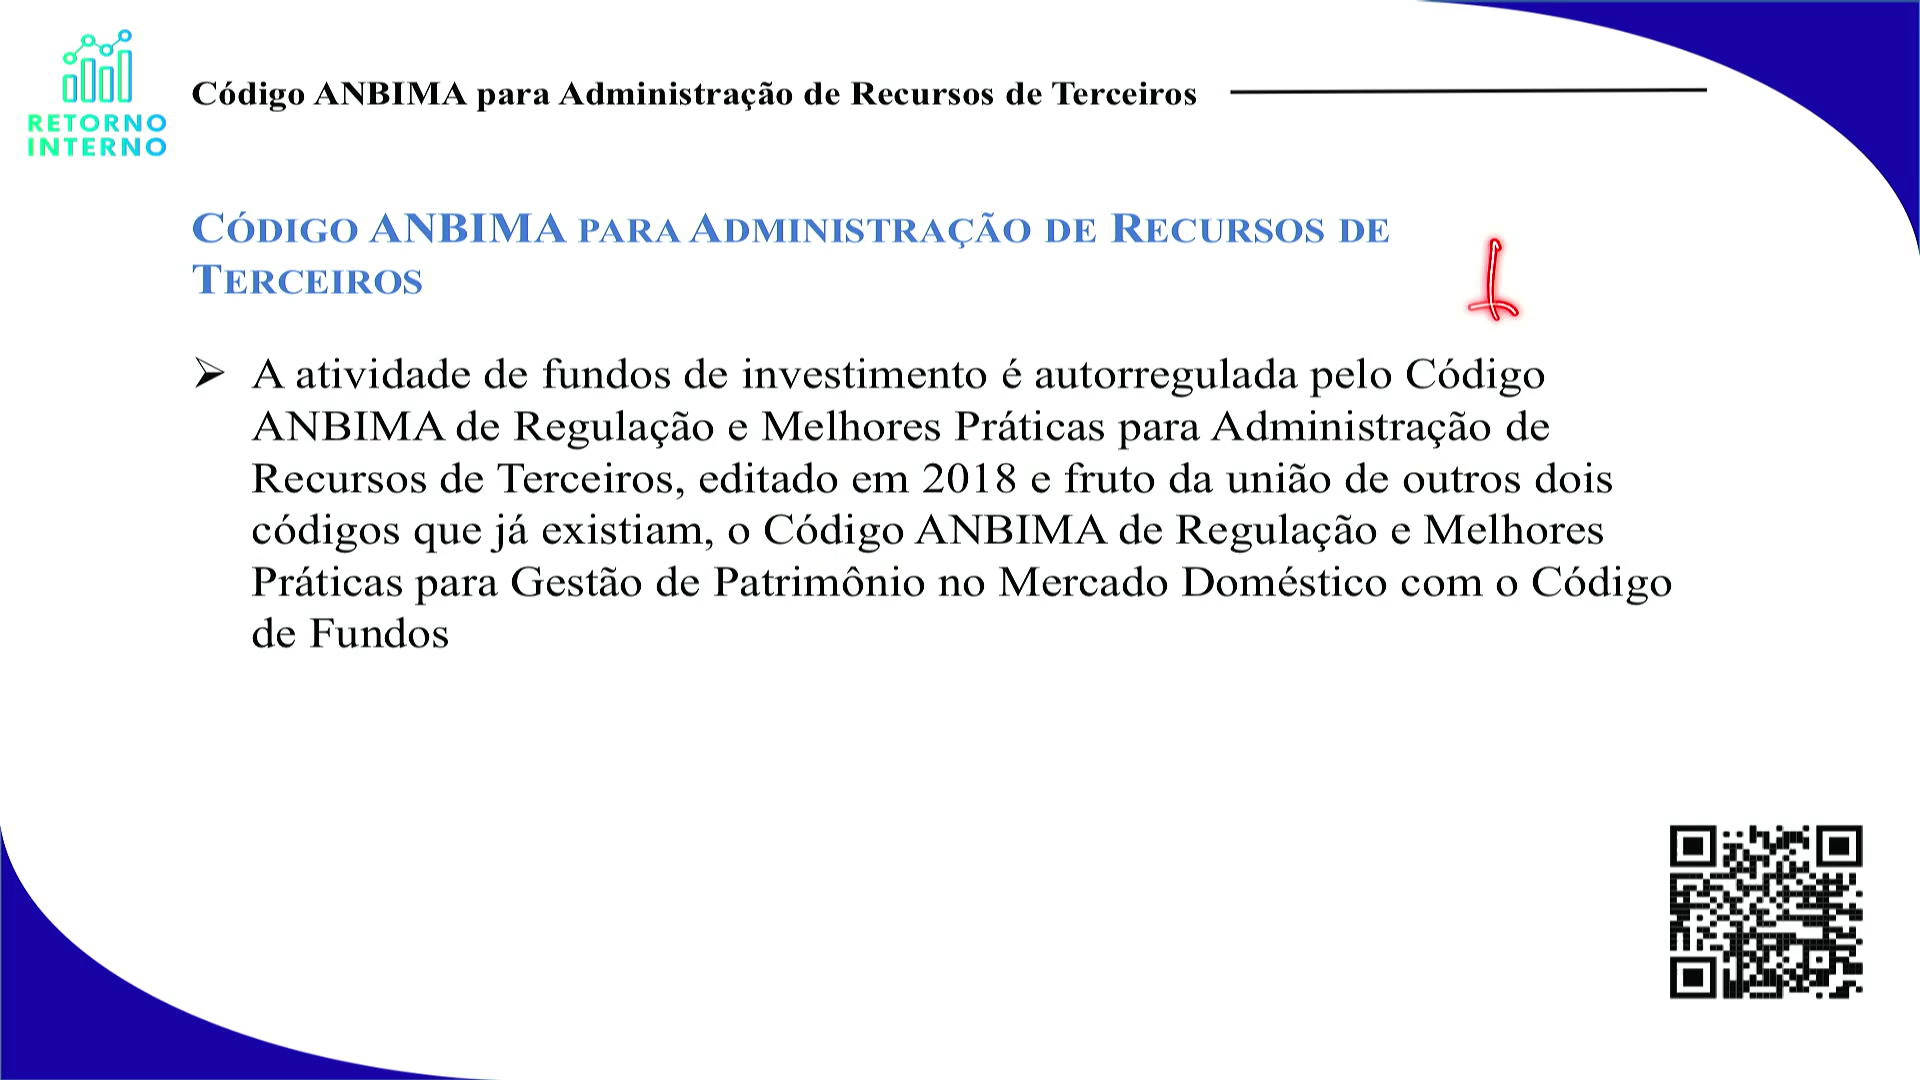 RETORNO
INTERNO
Código ANBIMA para Administração de Recursos de Terceiros
CÓDIGO ANBIMA PARA ADMINISTRAÇÃO DE RECURSOS DE
TERCEIROS
A atividade de fundos de investimento é autorregulada pelo Código
ANBIMA de Regulação e Melhores Práticas para Administração de
Recursos de Terceiros, editado em 2018 e fruto da união de outros dois
códigos que já existiam, o Código ANBIMA de Regulação e Melhores
Práticas para Gestão de Patrimônio no Mercado Doméstico com o Código
de Fundos